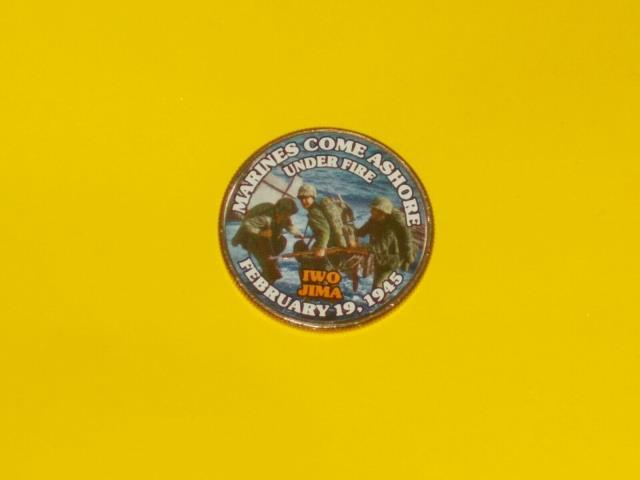 MARINES COME ASHORE
UNDER FIRE
IWO
JIMA
FEBRUARY 19, 1945